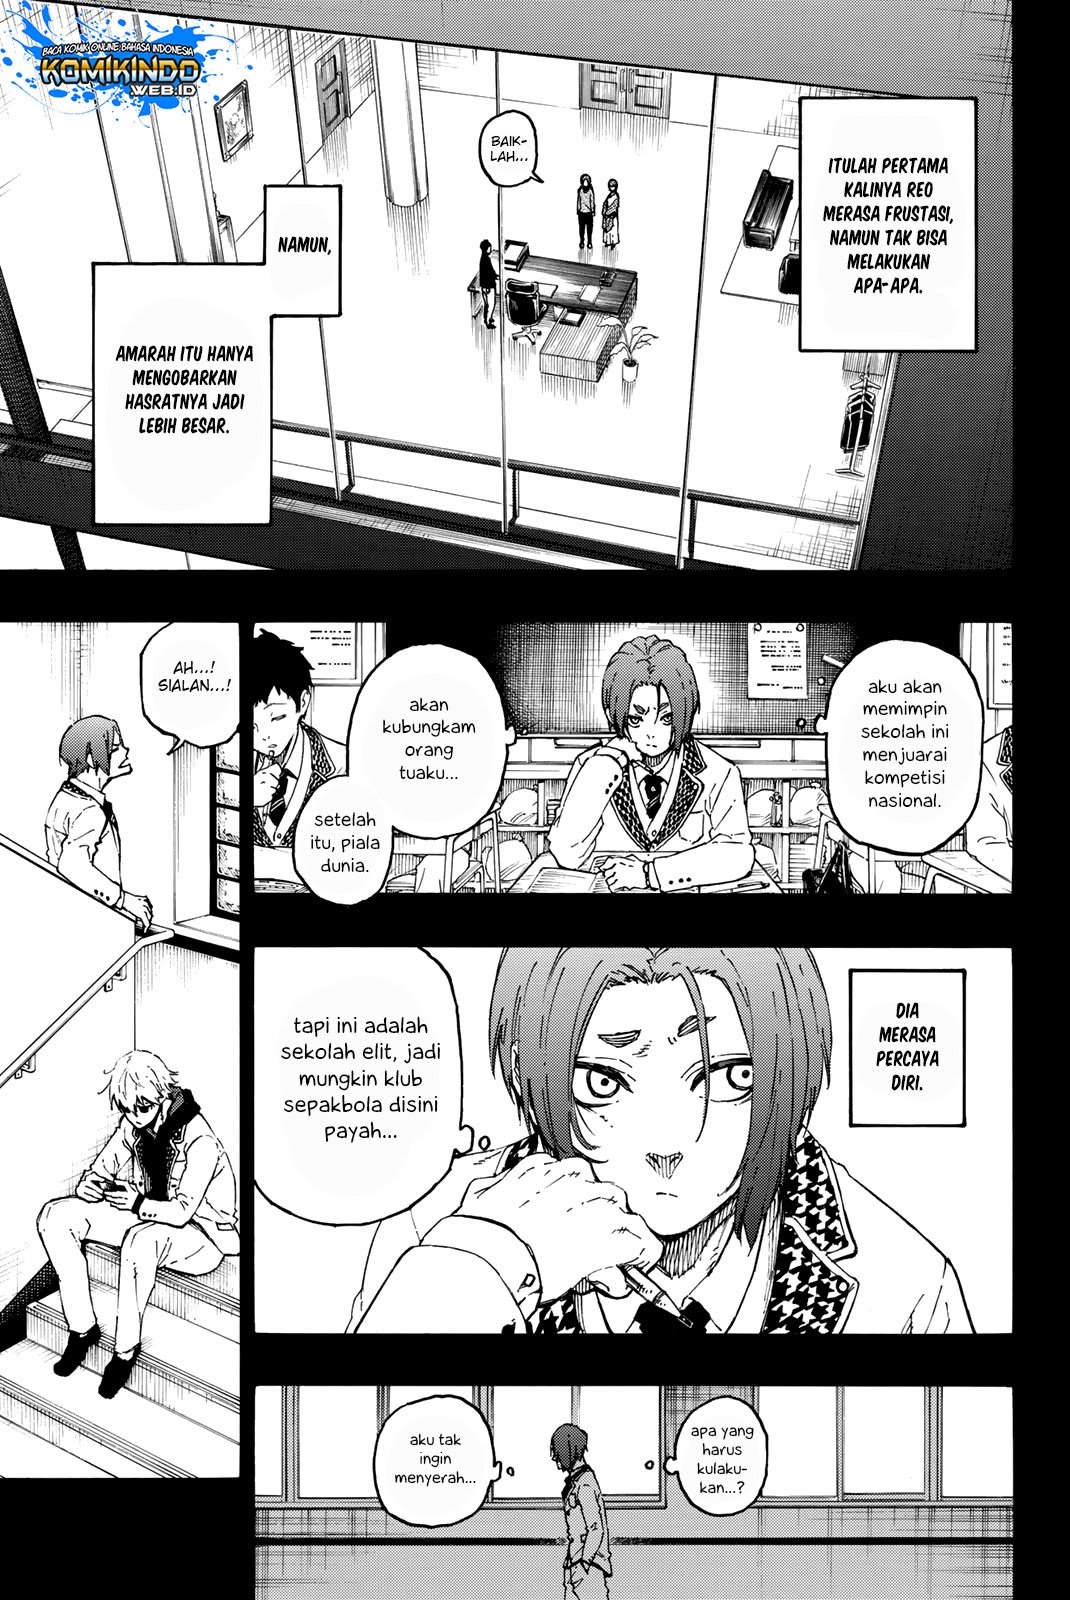 BACA KOMIK ONLINE BAHASA INDONESIA
KOMIKINDO
WEB.ID
ITULAH PERTAMA
KALINYA REO
MERASA FRUSTASI,
NAMUN TAK BISA
MELAKUKAN
APA-APA.
BAIK-
LAH...
NAMUN,
AMARAH ITU HANYA
MENGOBARKAN
HASRATNYA JADI
LEBIH BESAR.
aku akan
memimpin
sekolah ini
menjuarai
kompetisi
nasional.
akan
kubungkam
orang
tuaku...
setelah
itu, piala
dunia.
DIA
MERASA
PERCAYA
DIRI.
tapi ini adalah
sekolah elit, jadi
mungkin klub
sepakbola disini
payah...
apa yang
harus
kulaku-
kan...?
aku tak
ingin
menyerah...
AH...!
SIALAN...!